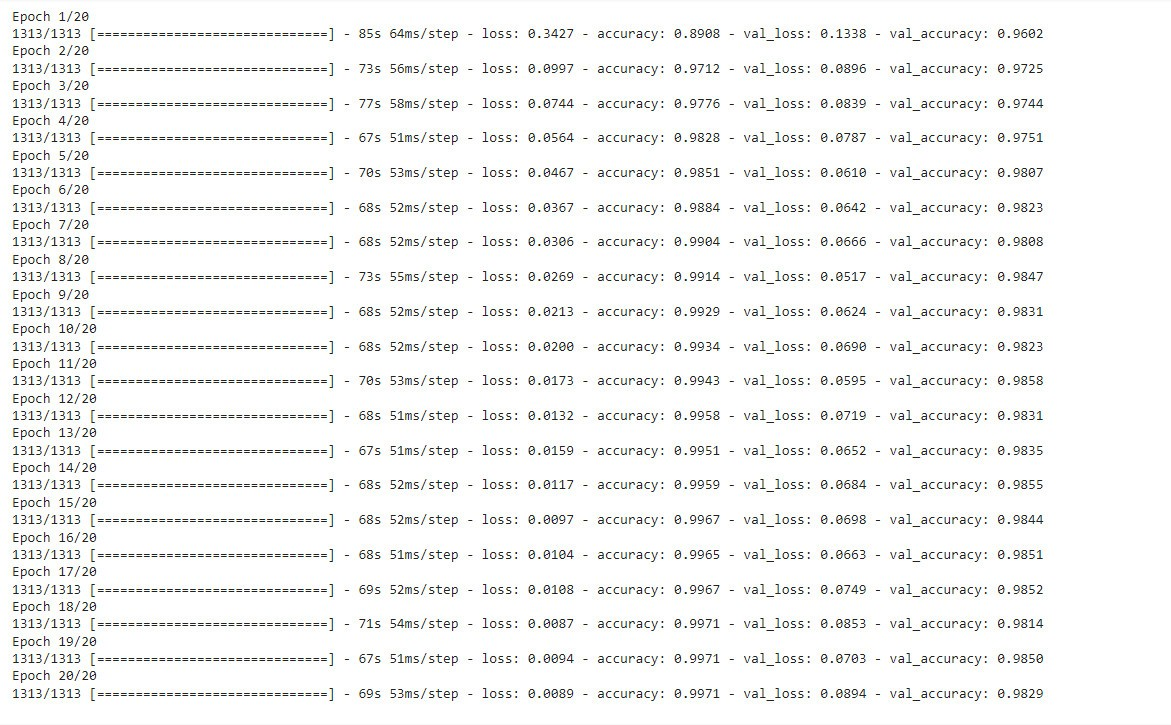 Epoch 1/20
1313/1313 [==============================] - 85s 64ms/step - loss: 0.3427 - accuracy: 0.8908 - val_loss: 0.1338 - val_accuracy: 0.9602
Epoch 2/20
1313/1313 [==============================] - 73s 56ms/step - loss: 0.0997 - accuracy: 0.9712 - val_loss: 0.0896 - val_accuracy: 0.9725
Epoch 3/20
1313/1313 [==============================] - 77s 58ms/step - loss: 0.0744 - accuracy: 0.9776 - val_loss: 0.0839 - val_accuracy: 0.9744
Epoch 4/20
1313/1313 [==============================] - 67s 51ms/step - loss: 0.0564 - accuracy: 0.9828 - val_loss: 0.0787 - val_accuracy: 0.9751
Epoch 5/20
1313/1313 [==============================] - 70s 53ms/step - loss: 0.0467 - accuracy: 0.9851 - val_loss: 0.0610 - val_accuracy: 0.9807
Epoch 6/20
1313/1313 [==============================] - 68s 52ms/step - loss: 0.0367 - accuracy: 0.9884 - val_loss: 0.0642 - val_accuracy: 0.9823
Epoch 7/20
1313/1313 [==============================] - 68s 52ms/step - loss: 0.0306 - accuracy: 0.9904 - val_loss: 0.0666 - val_accuracy: 0.9808
Epoch 8/20
1313/1313 [==============================] - 73s 55ms/step - loss: 0.0269 - accuracy: 0.9914 - val_loss: 0.0517 - val_accuracy: 0.9847
Epoch 9/20
1313/1313 [==============================] - 68s 52ms/step - loss: 0.0213 - accuracy: 0.9929 - val_loss: 0.0624 - val_accuracy: 0.9831
Epoch 10/20
1313/1313 [==============================] - 68s 52ms/step - loss: 0.0200 - accuracy: 0.9934 - val_loss: 0.0690 - val_accuracy: 0.9823
Epoch 11/20
1313/1313 [==============================] - 70s 53ms/step - loss: 0.0173 - accuracy: 0.9943 - val_loss: 0.0595 - val_accuracy: 0.9858
Epoch 12/20
1313/1313 [==============================] - 68s 51ms/step - loss: 0.0132 - accuracy: 0.9958 - val_loss: 0.0719 - val_accuracy: 0.9831
Epoch 13/20
1313/1313 [==============================] - 67s 51ms/step - loss: 0.0159 - accuracy: 0.9951 - val_loss: 0.0652 - val_accuracy: 0.9835
Epoch 14/20
1313/1313 [==============================] - 68s 52ms/step - loss: 0.0117 - accuracy: 0.9959 - val_loss: 0.0684 - val_accuracy: 0.9855
Epoch 15/20
1313/1313 [==============================] - 68s 52ms/step - loss: 0.0097 - accuracy: 0.9967 - val_loss: 0.0698 - val_accuracy: 0.9844
Epoch 16/20
1313/1313 [==============================] - 68s 51ms/step - loss: 0.0104 - accuracy: 0.9965 - val_loss: 0.0663 - val_accuracy: 0.9851
Epoch 17/20
1313/1313 [==============================] - 69s 52ms/step - loss: 0.0108 - accuracy: 0.9967 - val_loss: 0.0749 - val_accuracy: 0.9852
Epoch 18/20
1313/1313 [==============================] - 71s 54ms/step - loss: 0.0087 - accuracy: 0.9971 - val_loss: 0.0853 - val_accuracy: 0.9814
Epoch 19/20
1313/1313 [==============================] - 67s 51ms/step - loss: 0.0094 - accuracy: 0.9971 - val_loss: 0.0703 - val_accuracy: 0.9850
Epoch 20/20
1313/1313 [==============================] - 69s 53ms/step - loss: 0.0089 - accuracy: 0.9971 - val_loss: 0.0894 - val_accuracy: 0.9829